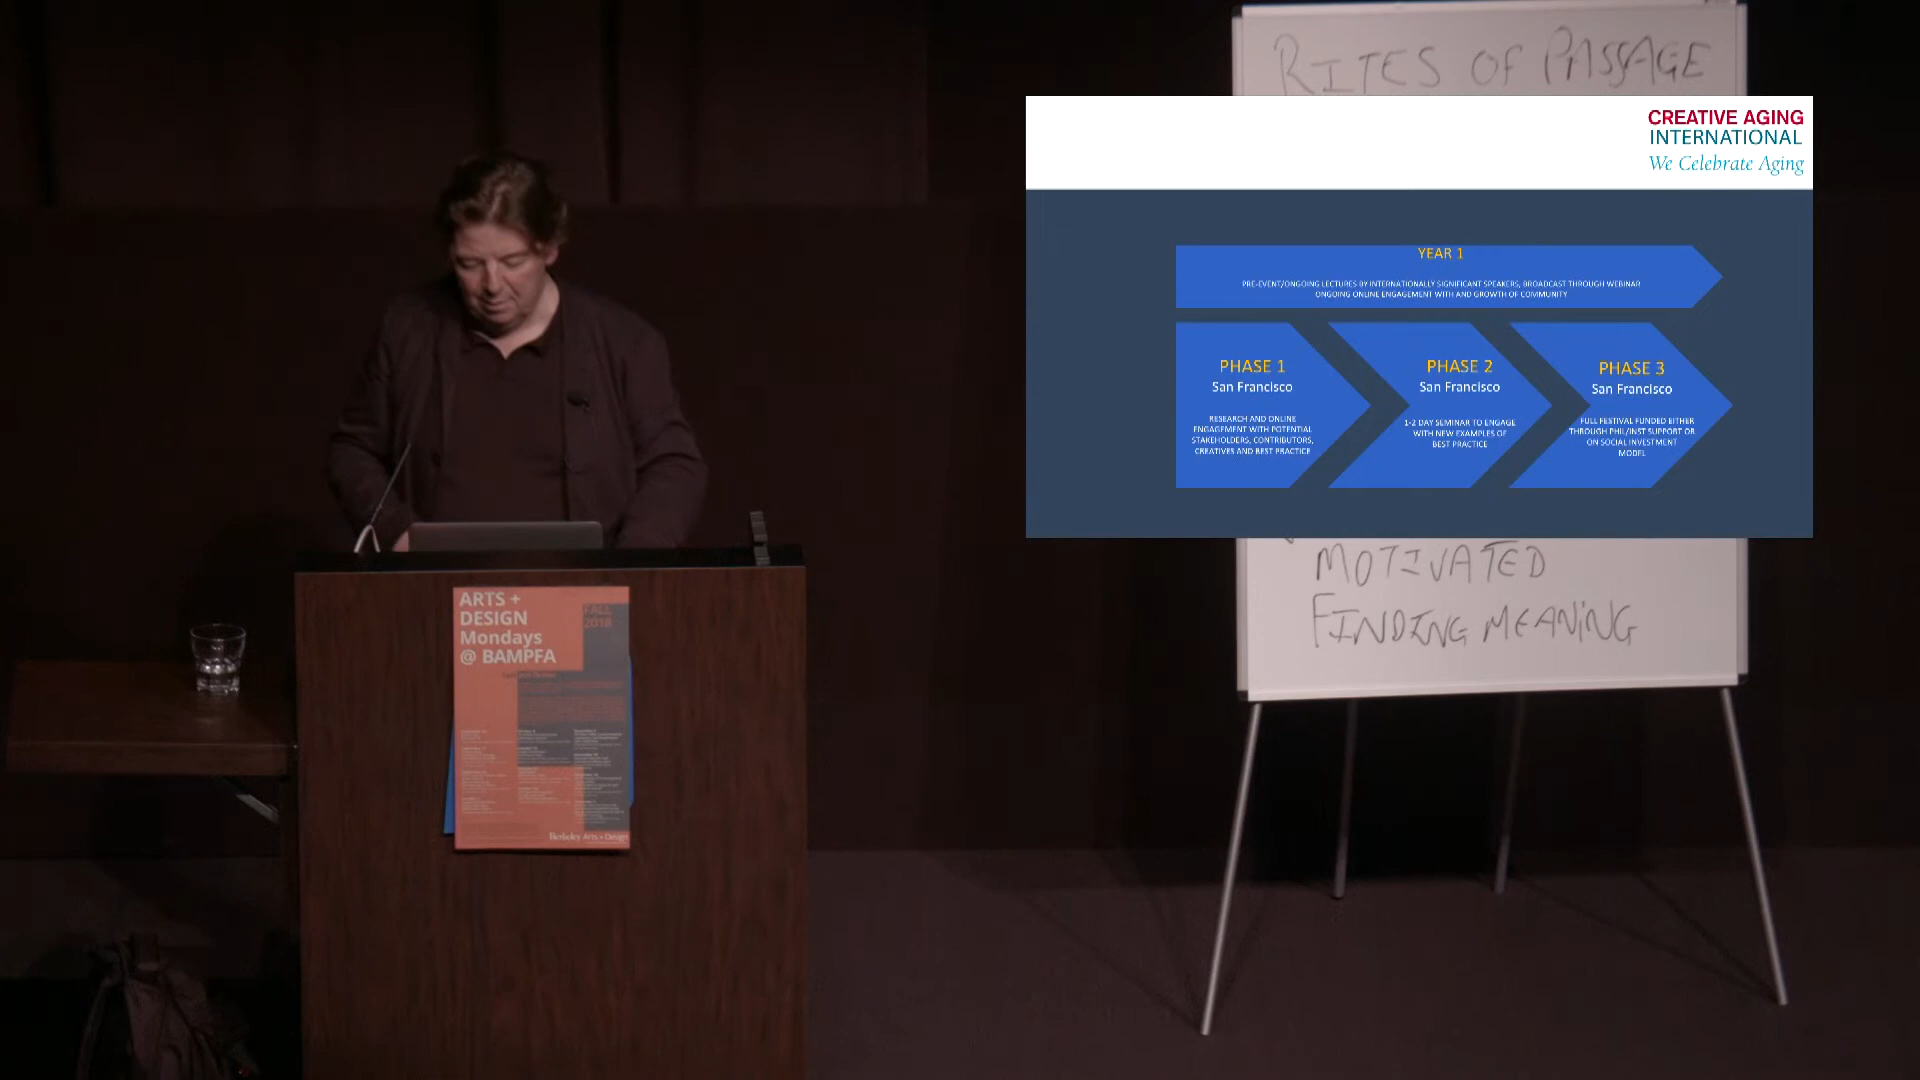 RITES OF PASSAGE
CREATIVE AGING
INTERNATIONAL
We Celebrate Aging
YEAR 1
PRE-EVENT/ONGOING LECTURES BY INTERNATIONALLY SIGNIFICANT SPEAKERS, BROADCAST THROUGH WEBINAR
ONGOING ONLINE ENGAGEMENT WITH AND GROWTH OF COMMUNITY
PHASE 1
San Francisco
RESEARCH AND ONLINE
ENGAGEMENT WITH POTENTIAL
STAKEHOLDERS, CONTRIBUTORS,
CREATIVES AND BEST PRACTICE
PHASE 2
San Francisco
1-2 DAY SEMINAR TO ENGAGE
WITH NEW EXAMPLES OF
BEST PRACTICE
PHASE 3
San Francisco
FULL FESTIVAL FUNDED EITHER
THROUGH PHIL/INST SUPPORT OR
ON SOCIAL INVESTMENT
MODEL
MOTIVATED
FINDING MEANING
ARTS +
DESIGN
Mondays
@ BAMPFA
FALL
2018
Berkeley Arts + Design